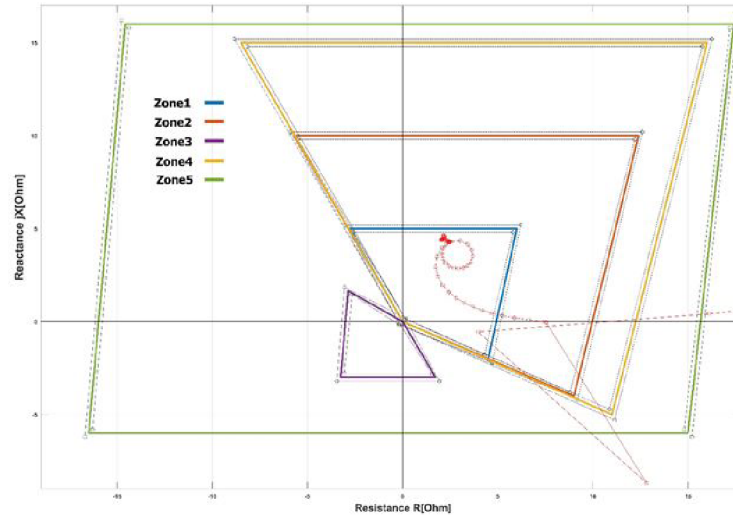 15
Zone1
Zone2
Zone3
Zone4
Zone5
10
5
0
-5
Reactance jX[Ohm]
-15 -10 -5 0 5 10 15
Resistance R[Ohm]